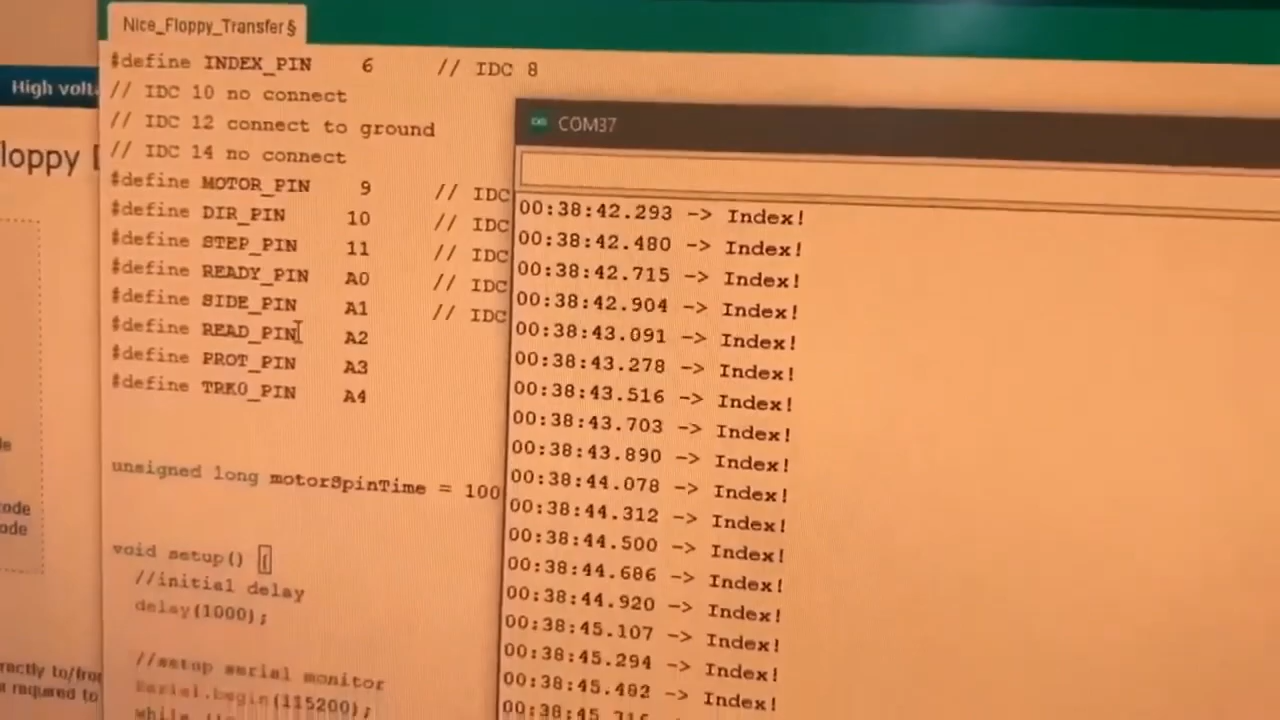 Nice_Floppy_Transfer§
#define INDEX_PIN 6 // IDC 8
// IDC 10 no connect
// IDC 12 connect to ground
// IDC 14 no connect
#define MOTOR_PIN 9 // IDC
#define DIR_PIN 10 // IDC
#define STEP_PIN 11 // IDC
#define READY_PIN A0 // IDC
#define SIDE_PIN A1 // IDC
#define READ_PIN A2
#define PROT_PIN A3
#define TRK0_PIN A4
unsigned long motorSpinTime = 100
void setup() {
//initial delay
delay(1000);
//setup serial monitor
Serial.begin(115200);
COM37
00:38:42.293 -> Index!
00:38:42.480 -> Index!
00:38:42.715 -> Index!
00:38:42.904 -> Index!
00:38:43.091 -> Index!
00:38:43.278 -> Index!
00:38:43.516 -> Index!
00:38:43.703 -> Index!
00:38:43.890 -> Index!
00:38:44.078 -> Index!
00:38:44.312 -> Index!
00:38:44.500 -> Index!
00:38:44.686 -> Index!
00:38:44.920 -> Index!
00:38:45.107 -> Index!
00:38:45.294 -> Index!
00:38:45.482 -> Index!
High volt
loppy
ode
ode
rectly to/fro
required to